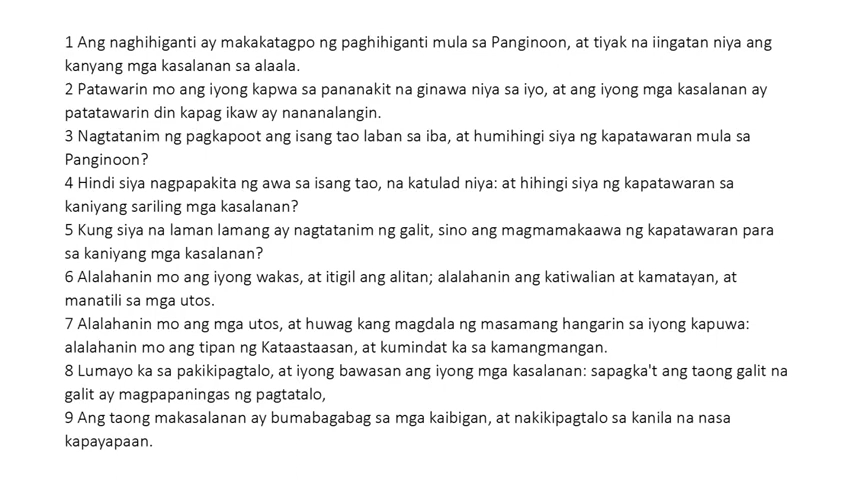 1 Ang naghihiganti ay makakatagpo ng paghihiganti mula sa Panginoon, at tiyak na iingatan niya ang
kanyang mga kasalanan sa alaala.
2 Patawarin mo ang iyong kapwa sa pananakit na ginawa niya sa iyo, at ang iyong mga kasalanan ay
patatawarin din kapag ikaw ay nananalangin.
3 Nagtatanim ng pagkapoot ang isang tao laban sa iba, at humihingi siya ng kapatawaran mula sa
Panginoon?
4 Hindi siya nagpapakita ng awa sa isang tao, na katulad niya: at hihingi siya ng kapatawaran sa
kaniyang sariling mga kasalanan?
5 Kung siya na laman lamang ay nagtatanim ng galit, sino ang magmamakaawa ng kapatawaran para
sa kaniyang mga kasalanan?
6 Alalahanin mo ang iyong wakas, at itigil ang alitan; alalahanin ang katiwalian at kamatayan, at
manatili sa mga utos.
7 Alalahanin mo ang mga utos, at huwag kang magdala ng masamang hangarin sa iyong kapuwa:
alalahanin mo ang tipan ng Kataastaasan, at kumindat ka sa kamangmangan.
8 Lumayo ka sa pakikipagtalo, at iyong bawasan ang iyong mga kasalanan: sapagka't ang taong galit na
galit ay magpapaningas ng pagtatalo,
9 Ang taong makasalanan ay bumabagabag sa mga kaibigan, at nakikipagtalo sa kanila na nasa
kapayapaan.